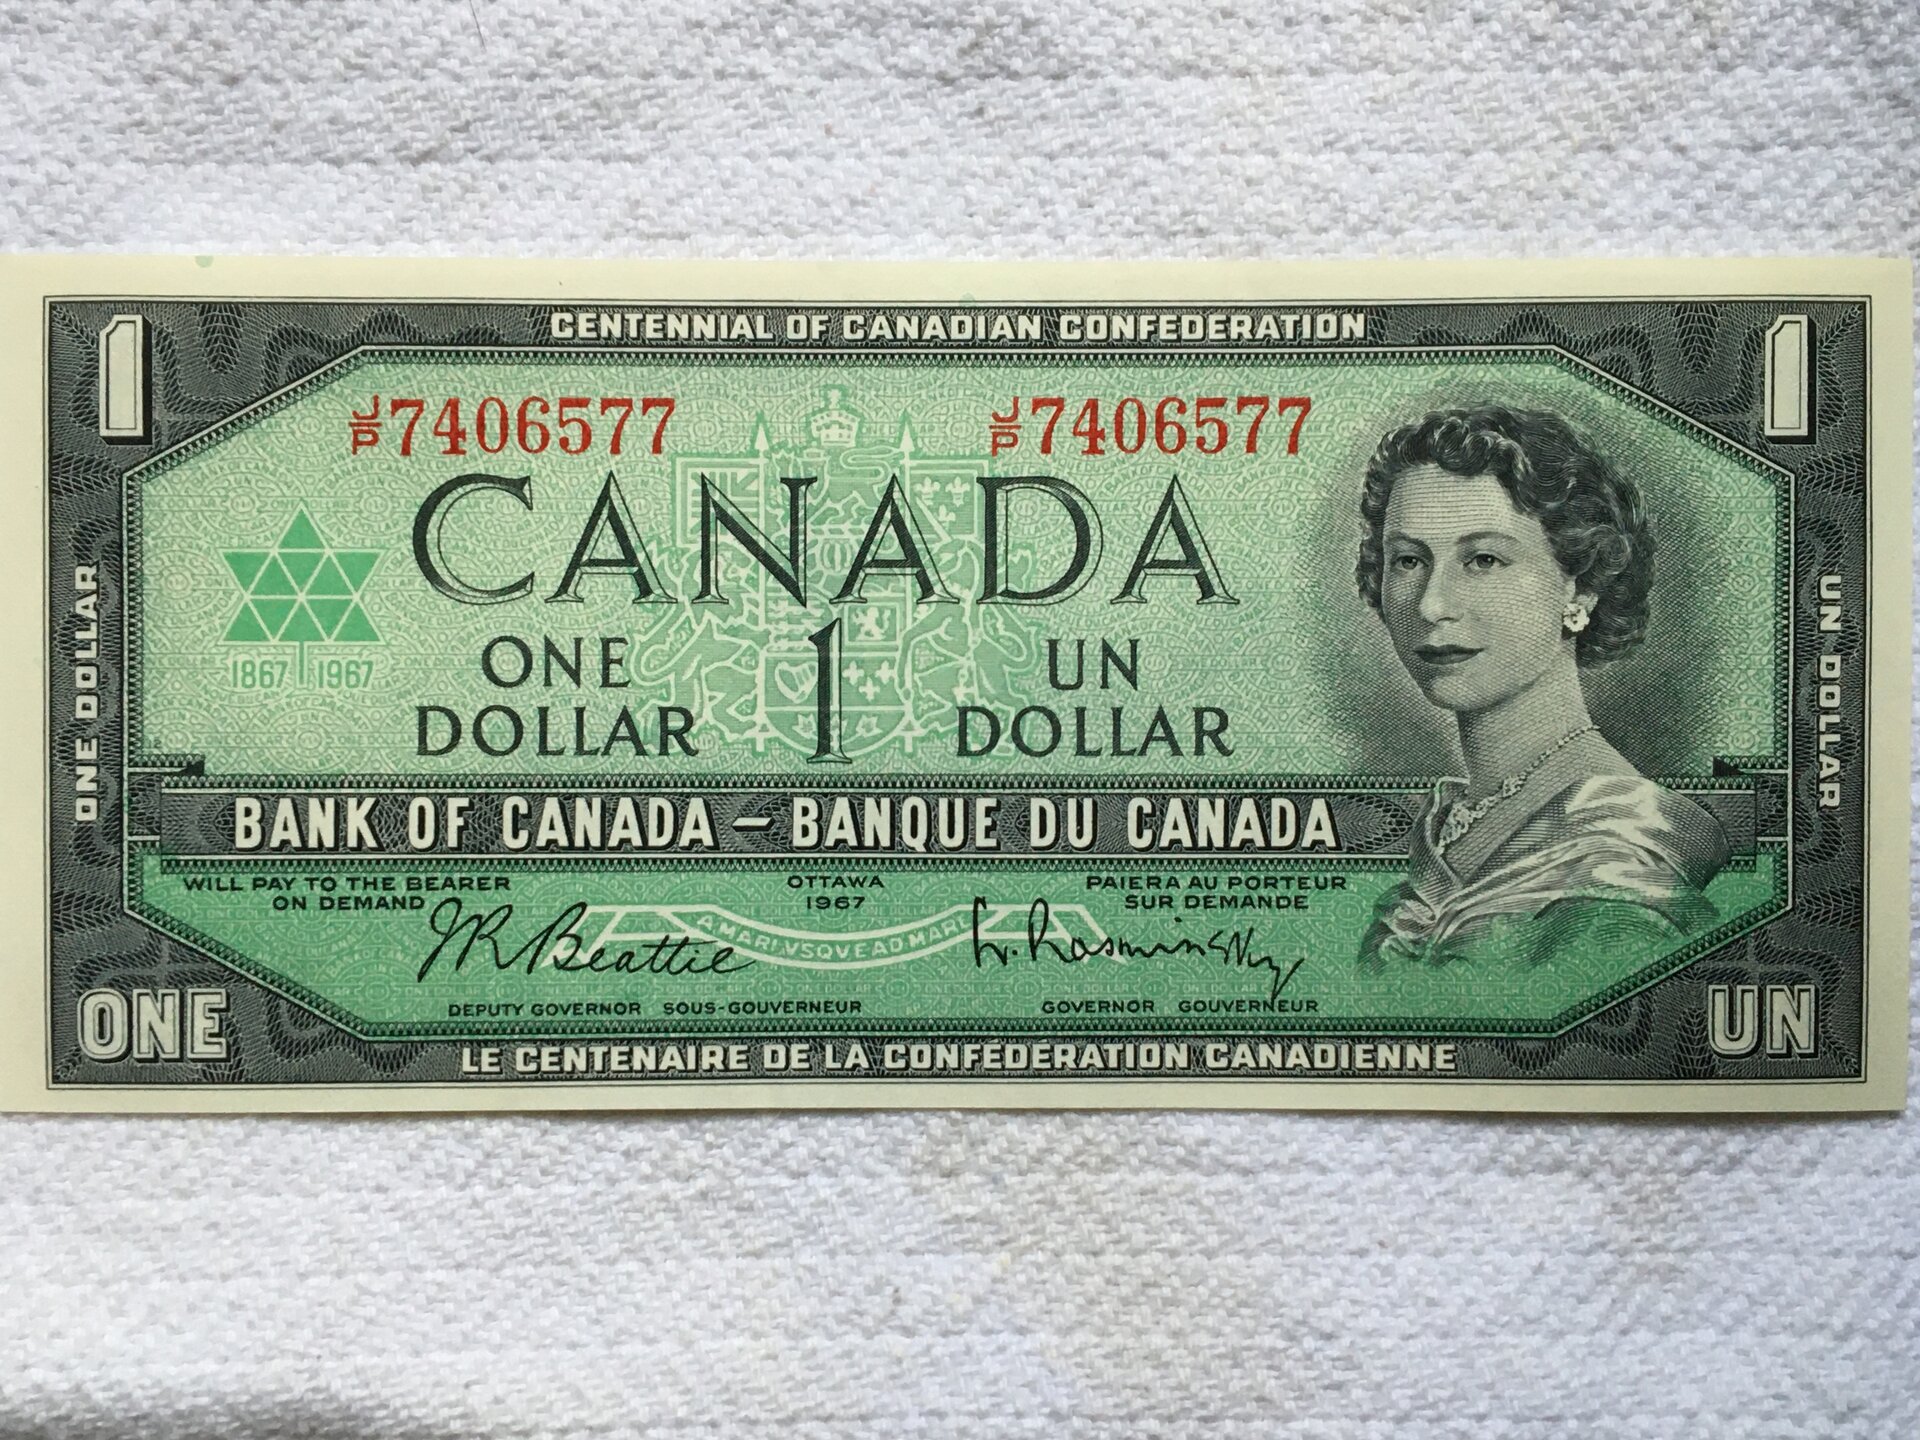 CENTENNIAL OF CANADIAN CONFEDERATION
1 1
J/P 7406577 J/P 7406577
CANADA
1867 1967
ONE DOLLAR
1
UN DOLLAR
ONE DOLLAR
UN DOLLAR
BANK OF CANADA – BANQUE DU CANADA
WILL PAY TO THE BEARER
ON DEMAND
OTTAWA
1967
PAIERA AU PORTEUR
SUR DEMANDE
JR Beattie
A MARI VSQVE AD MARE
L. Rasminsky
DEPUTY GOVERNOR SOUS-GOUVERNEUR
GOVERNOR GOUVERNEUR
ONE
UN
LE CENTENAIRE DE LA CONFÉDÉRATION CANADIENNE